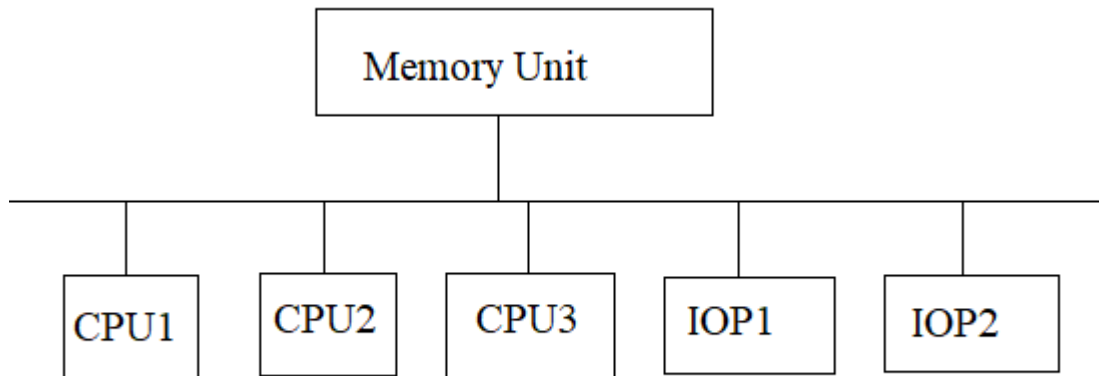 Memory Unit
CPU1
CPU2
CPU3
IOP1
IOP2